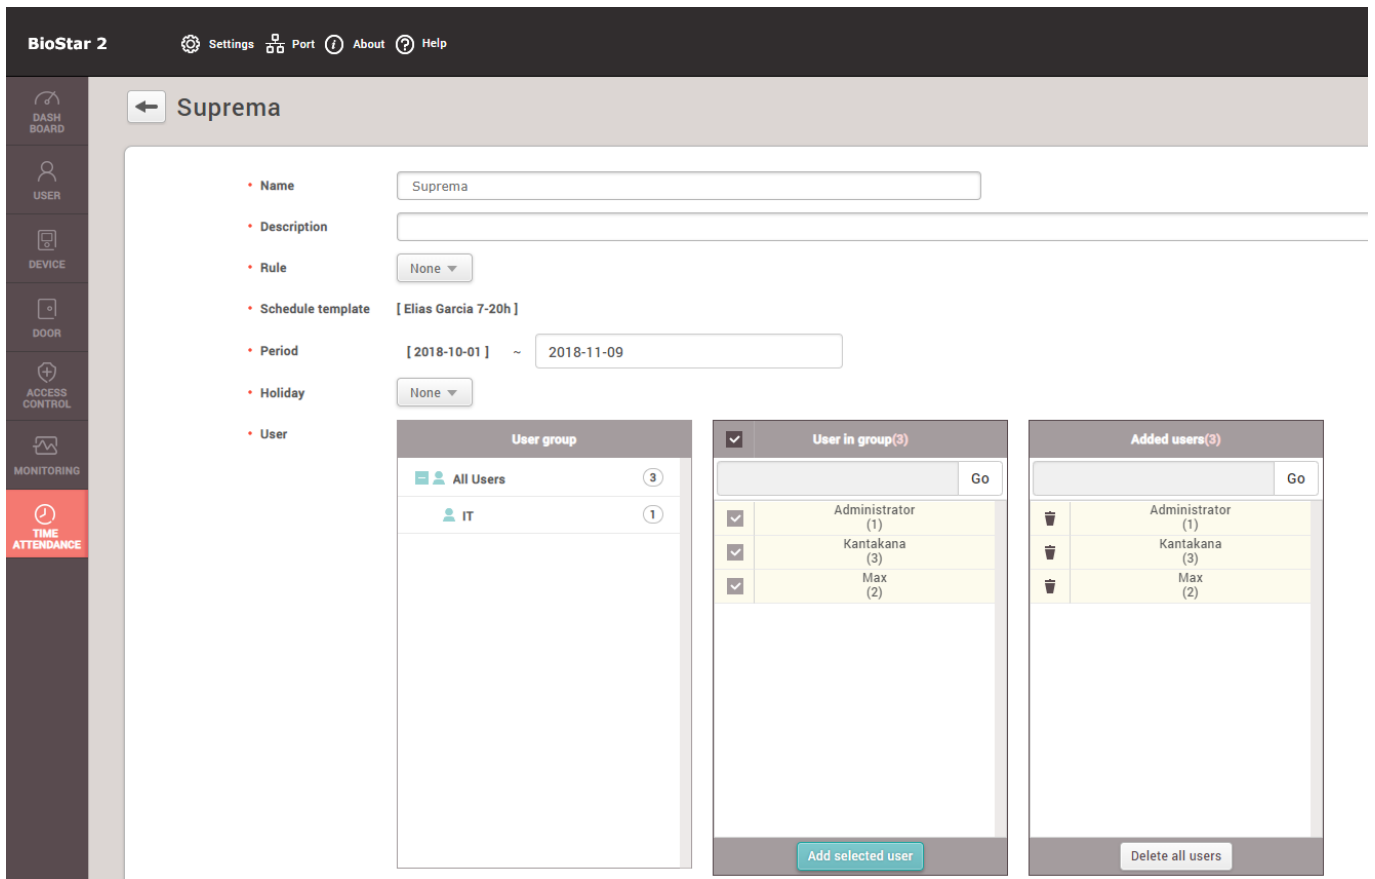 BioStar 2
Settings
Port
About
Help
DASH
BOARD
USER
DEVICE
DOOR
ACCESS
CONTROL
MONITORING
TIME
ATTENDANCE
Suprema
Name
Suprema
Description
Rule
None
Schedule template
[ Elias Garcia 7-20h ]
Period
[ 2018-10-01 ] ~ 2018-11-09
Holiday
None
User
User group
All Users 3
IT 1
User in group(3)
Go
Administrator
(1)
Kantakana
(3)
Max
(2)
Add selected user
Added users(3)
Go
Administrator
(1)
Kantakana
(3)
Max
(2)
Delete all users